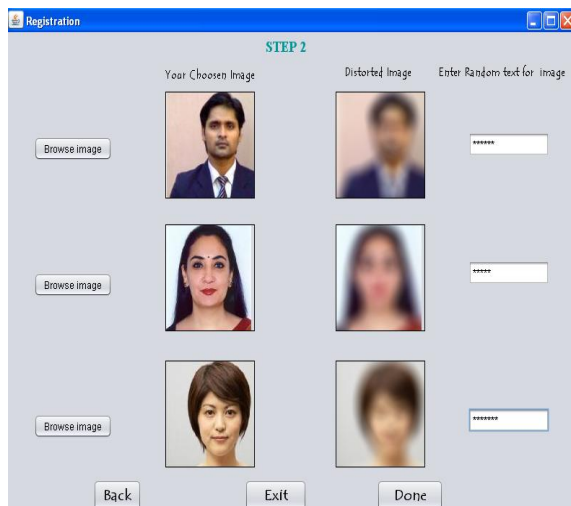 Registration
STEP 2
Your Choosen Image Distorted Image Enter Random text for image
Browse image ******
Browse image *****
Browse image *******
Back Exit Done